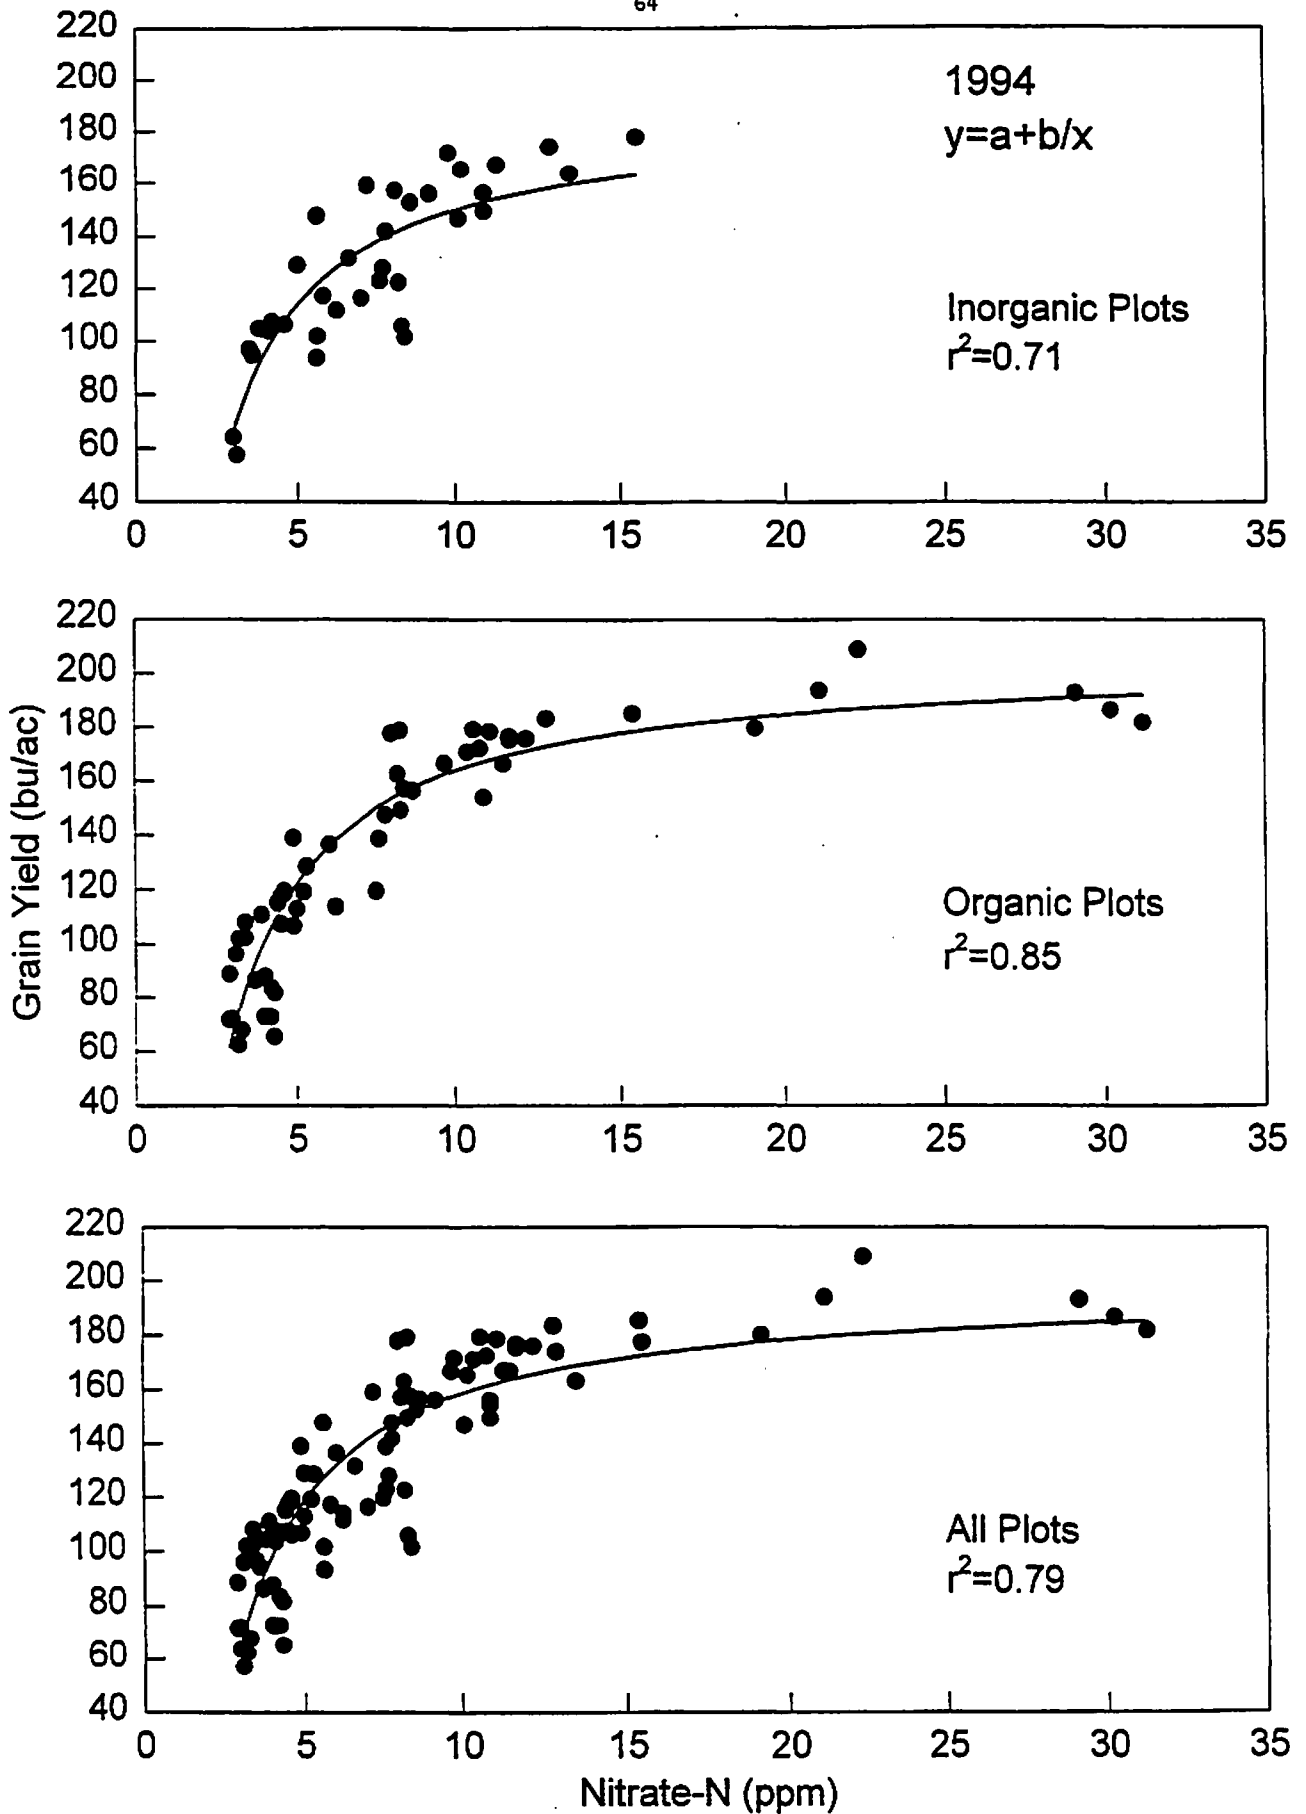 64
220
200
180
160
140
120
100
80
60
40
0 5 10 15 20 25 30 35
1994
y=a+b/x
Inorganic Plots
r²=0.71
Grain Yield (bu/ac)
220
200
180
160
140
120
100
80
60
40
0 5 10 15 20 25 30 35
Organic Plots
r²=0.85
220
200
180
160
140
120
100
80
60
40
0 5 10 15 20 25 30 35
All Plots
r²=0.79
Nitrate-N (ppm)